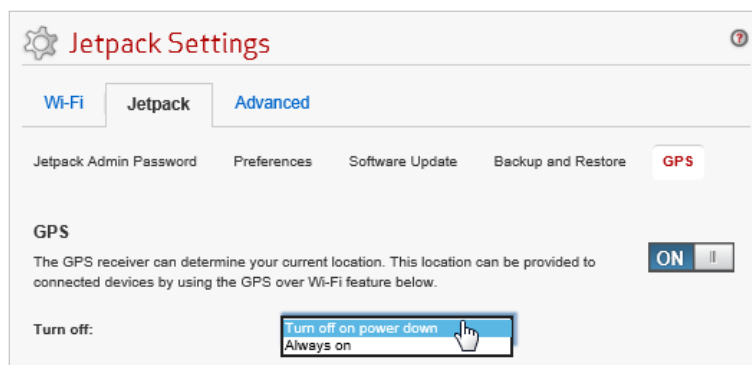 Jetpack Settings
?
Wi-Fi Jetpack Advanced
Jetpack Admin Password Preferences Software Update Backup and Restore GPS
GPS
The GPS receiver can determine your current location. This location can be provided to
connected devices by using the GPS over Wi-Fi feature below.
ON
Turn off:
Turn off on power down
Always on